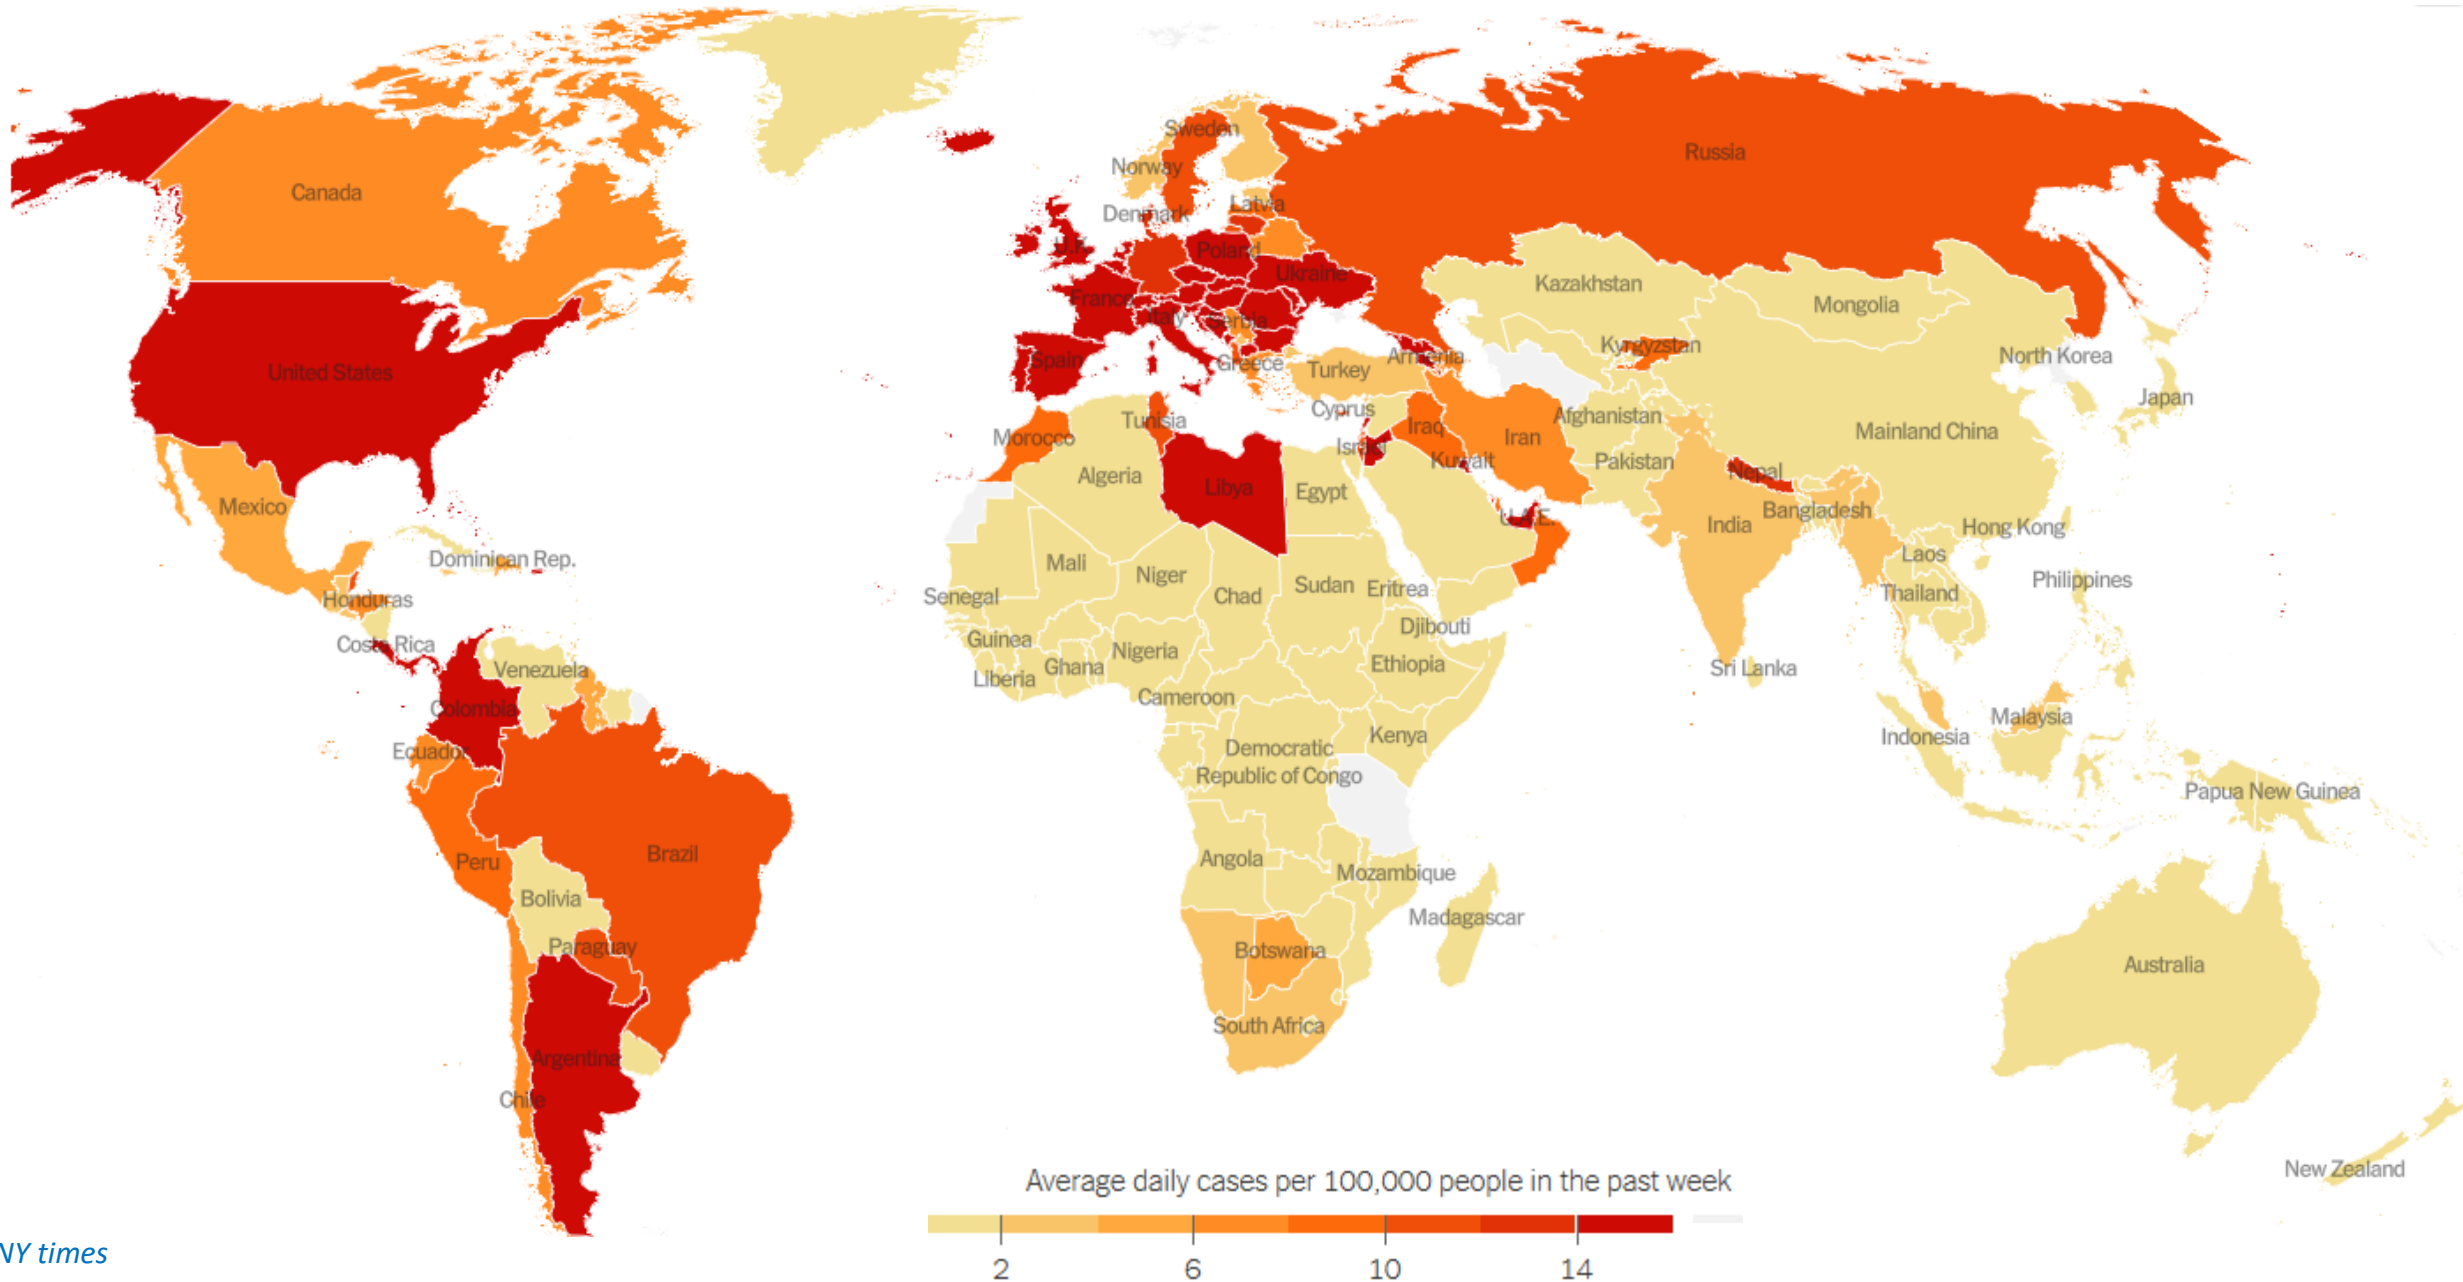 Canada
Russia
Sweden
Norway
Denmark
Latvia
U.K.
Poland
Ukraine
France
Italy
Serbia
Spain
Greece
Turkey
Armenia
Kazakhstan
Mongolia
Kyrgyzstan
North Korea
Japan
United States
Mexico
Dominican Rep.
Honduras
Costa Rica
Venezuela
Colombia
Ecuador
Peru
Brazil
Bolivia
Paraguay
Argentina
Chile
Morocco
Tunisia
Algeria
Libya
Egypt
Cyprus
Israel
Iraq
Kuwait
Iran
U.A.E.
Afghanistan
Pakistan
Mainland China
Nepal
India
Bangladesh
Hong Kong
Laos
Thailand
Philippines
Sri Lanka
Malaysia
Indonesia
Papua New Guinea
Senegal
Mali
Niger
Chad
Sudan
Eritrea
Djibouti
Guinea
Liberia
Ghana
Nigeria
Cameroon
Ethiopia
Kenya
Democratic
Republic of Congo
Angola
Mozambique
Madagascar
Botswana
South Africa
Australia
New Zealand
Average daily cases per 100,000 people in the past week
2 6 10 14
NY times